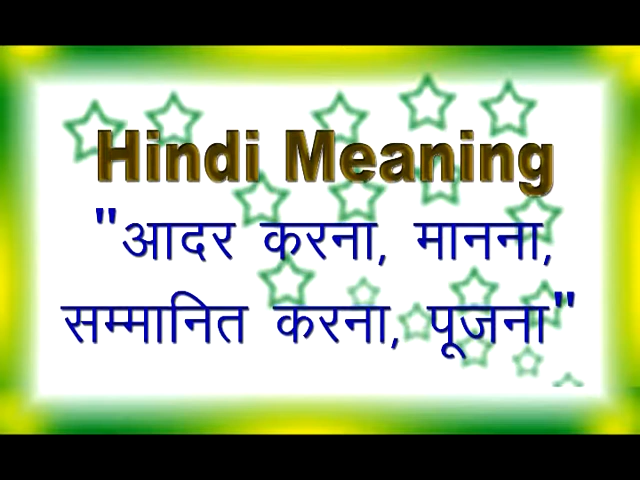 Hindi Meaning
"आदर करना, मानना,
सम्मानित करना, पूजना"